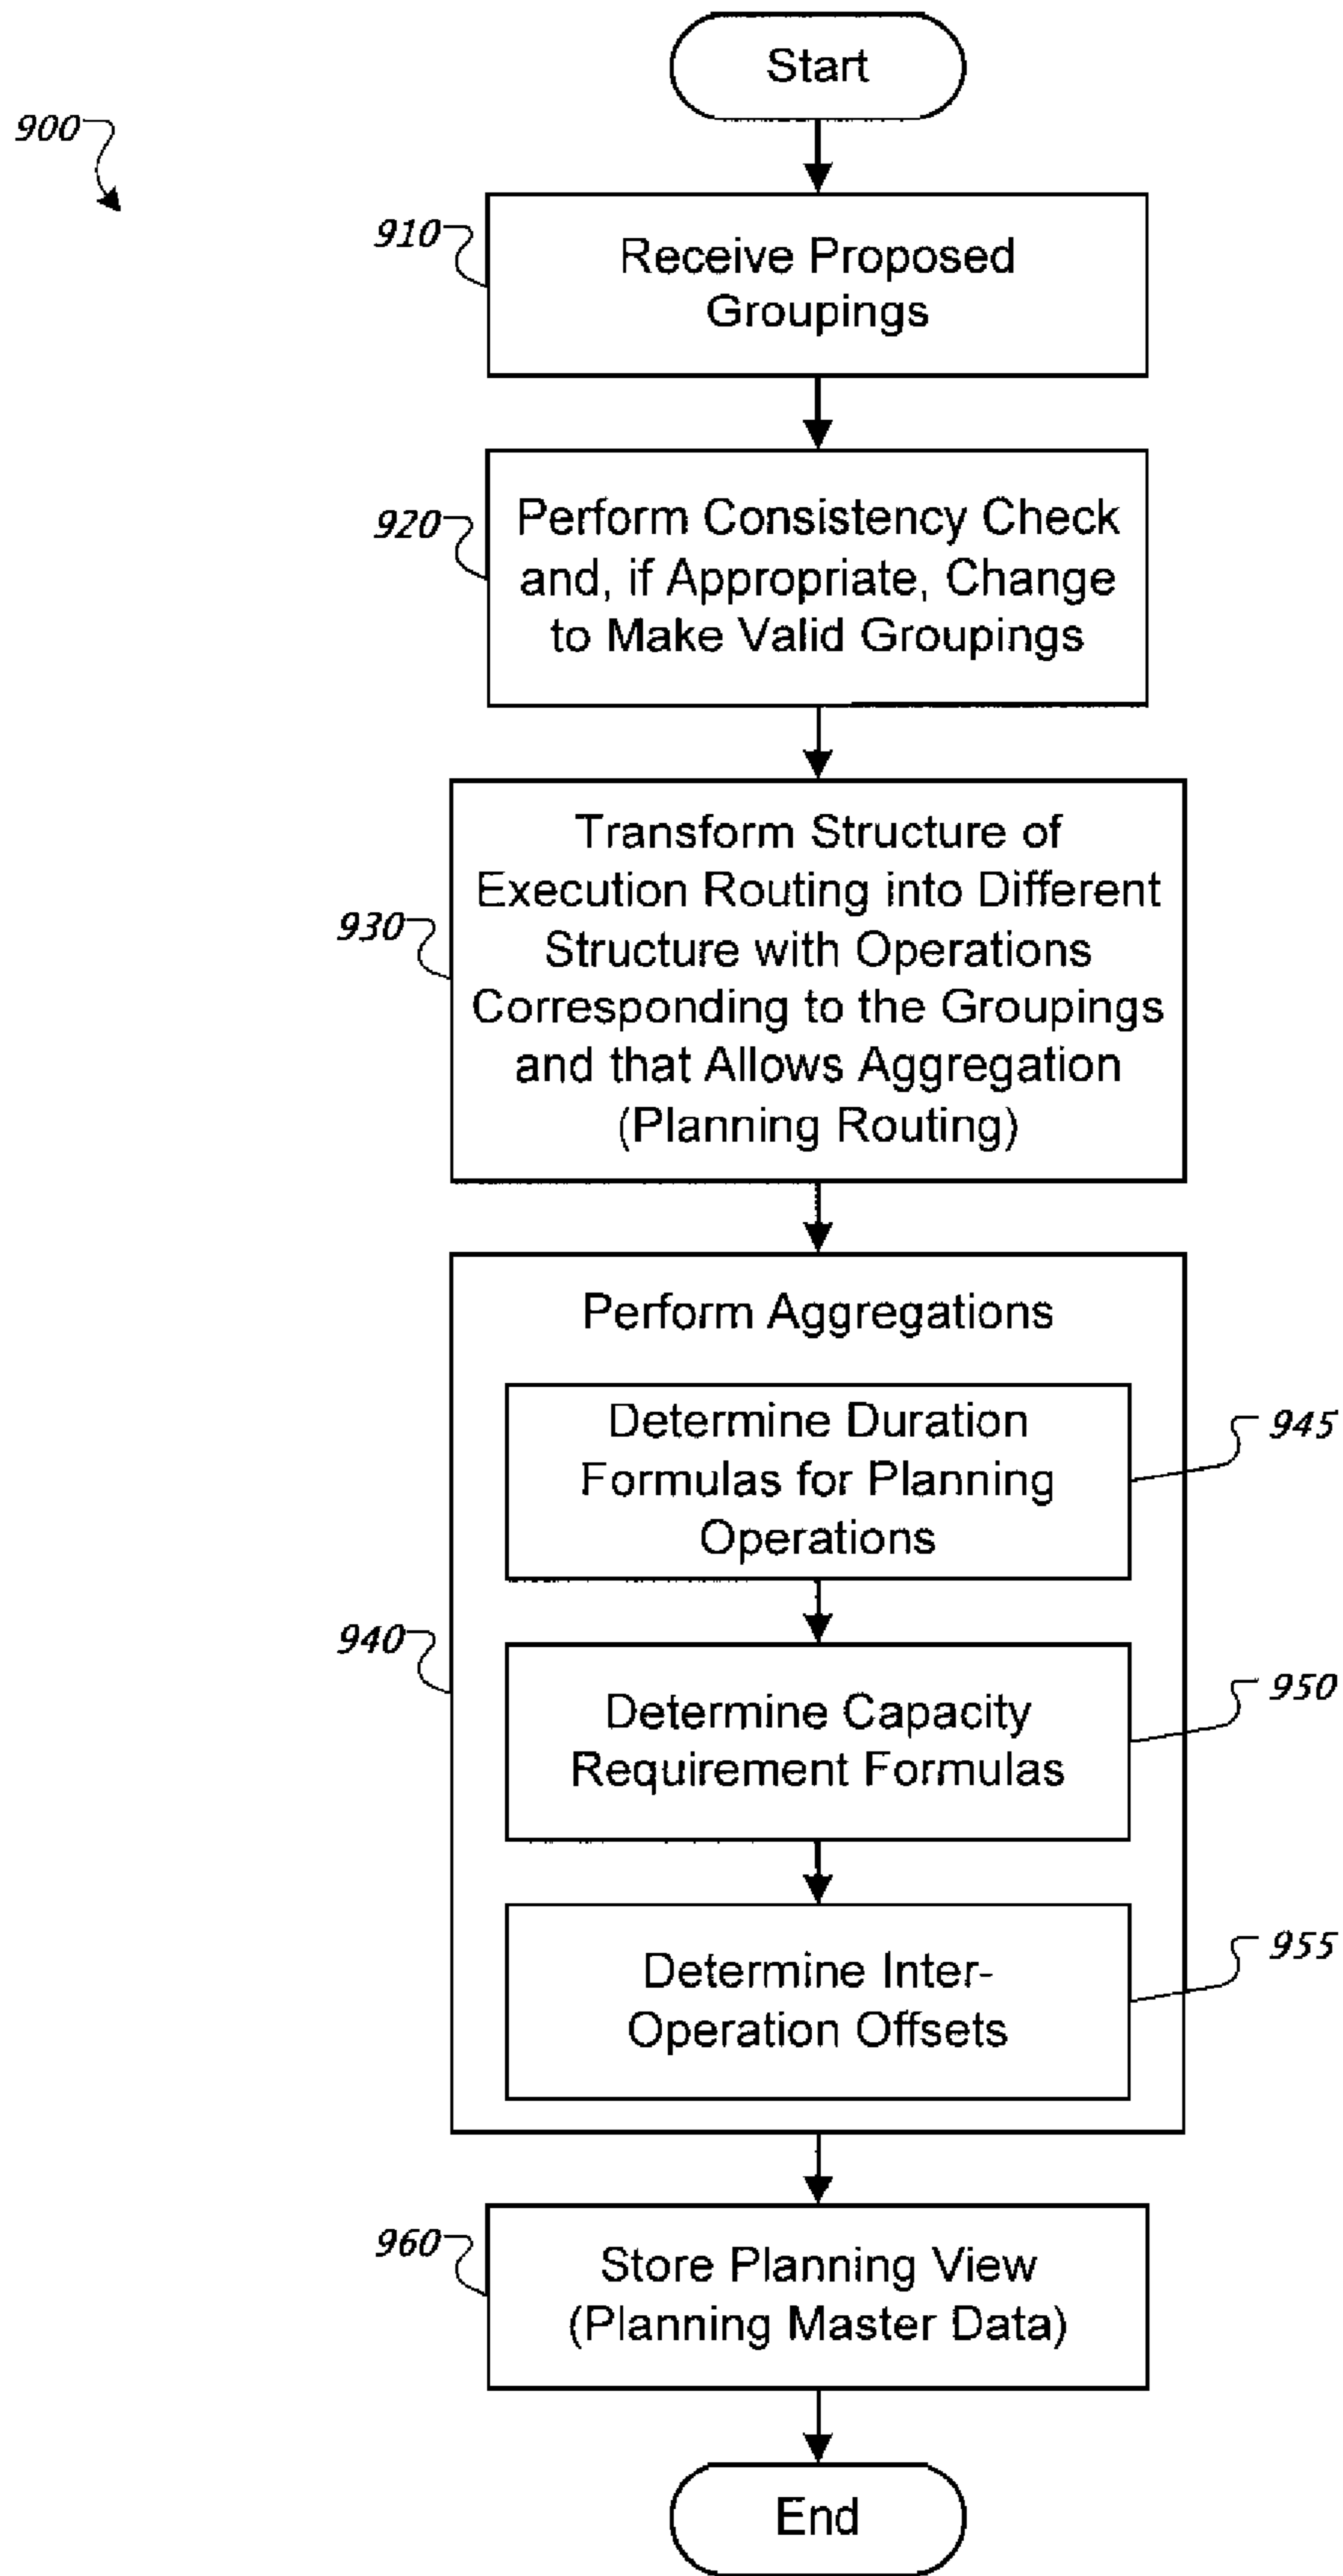 Start
900
910
Receive Proposed
Groupings
920
Perform Consistency Check
and, if Appropriate, Change
to Make Valid Groupings
930
Transform Structure of
Execution Routing into Different
Structure with Operations
Corresponding to the Groupings
and that Allows Aggregation
(Planning Routing)
940
Perform Aggregations
Determine Duration
Formulas for Planning
Operations
945
Determine Capacity
Requirement Formulas
950
Determine Inter-
Operation Offsets
955
960
Store Planning View
(Planning Master Data)
End